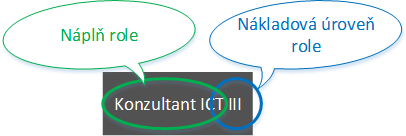 Náplň role
Nákladová úroveň
role
Konzultant ICT III